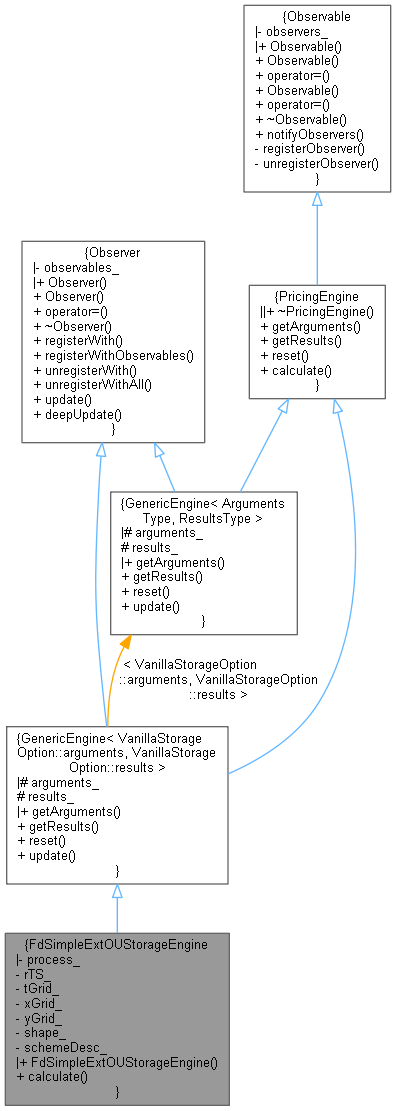 {Observable
|- observers_
|+ Observable()
+ Observable()
+ operator=()
+ Observable()
+ operator=()
+ ~Observable()
+ notifyObservers()
- registerObserver()
- unregisterObserver()
}
{Observer
|- observables_
|+ Observer()
+ Observer()
+ operator=()
+ ~Observer()
+ registerWith()
+ registerWithObservables()
+ unregisterWith()
+ unregisterWithAll()
+ update()
+ deepUpdate()
}
{PricingEngine
||+ ~PricingEngine()
+ getArguments()
+ getResults()
+ reset()
+ calculate()
}
{GenericEngine< Arguments
Type, ResultsType >
|# arguments_
# results_
|+ getArguments()
+ getResults()
+ reset()
+ update()
}
< VanillaStorageOption
::arguments, VanillaStorageOption
::results >
{GenericEngine< VanillaStorage
Option::arguments, VanillaStorage
Option::results >
|# arguments_
# results_
|+ getArguments()
+ getResults()
+ reset()
+ update()
}
{FdSimpleExtOUStorageEngine
|- process_
- rTS_
- tGrid_
- xGrid_
- yGrid_
- shape_
- schemeDesc_
|+ FdSimpleExtOUStorageEngine()
+ calculate()
}